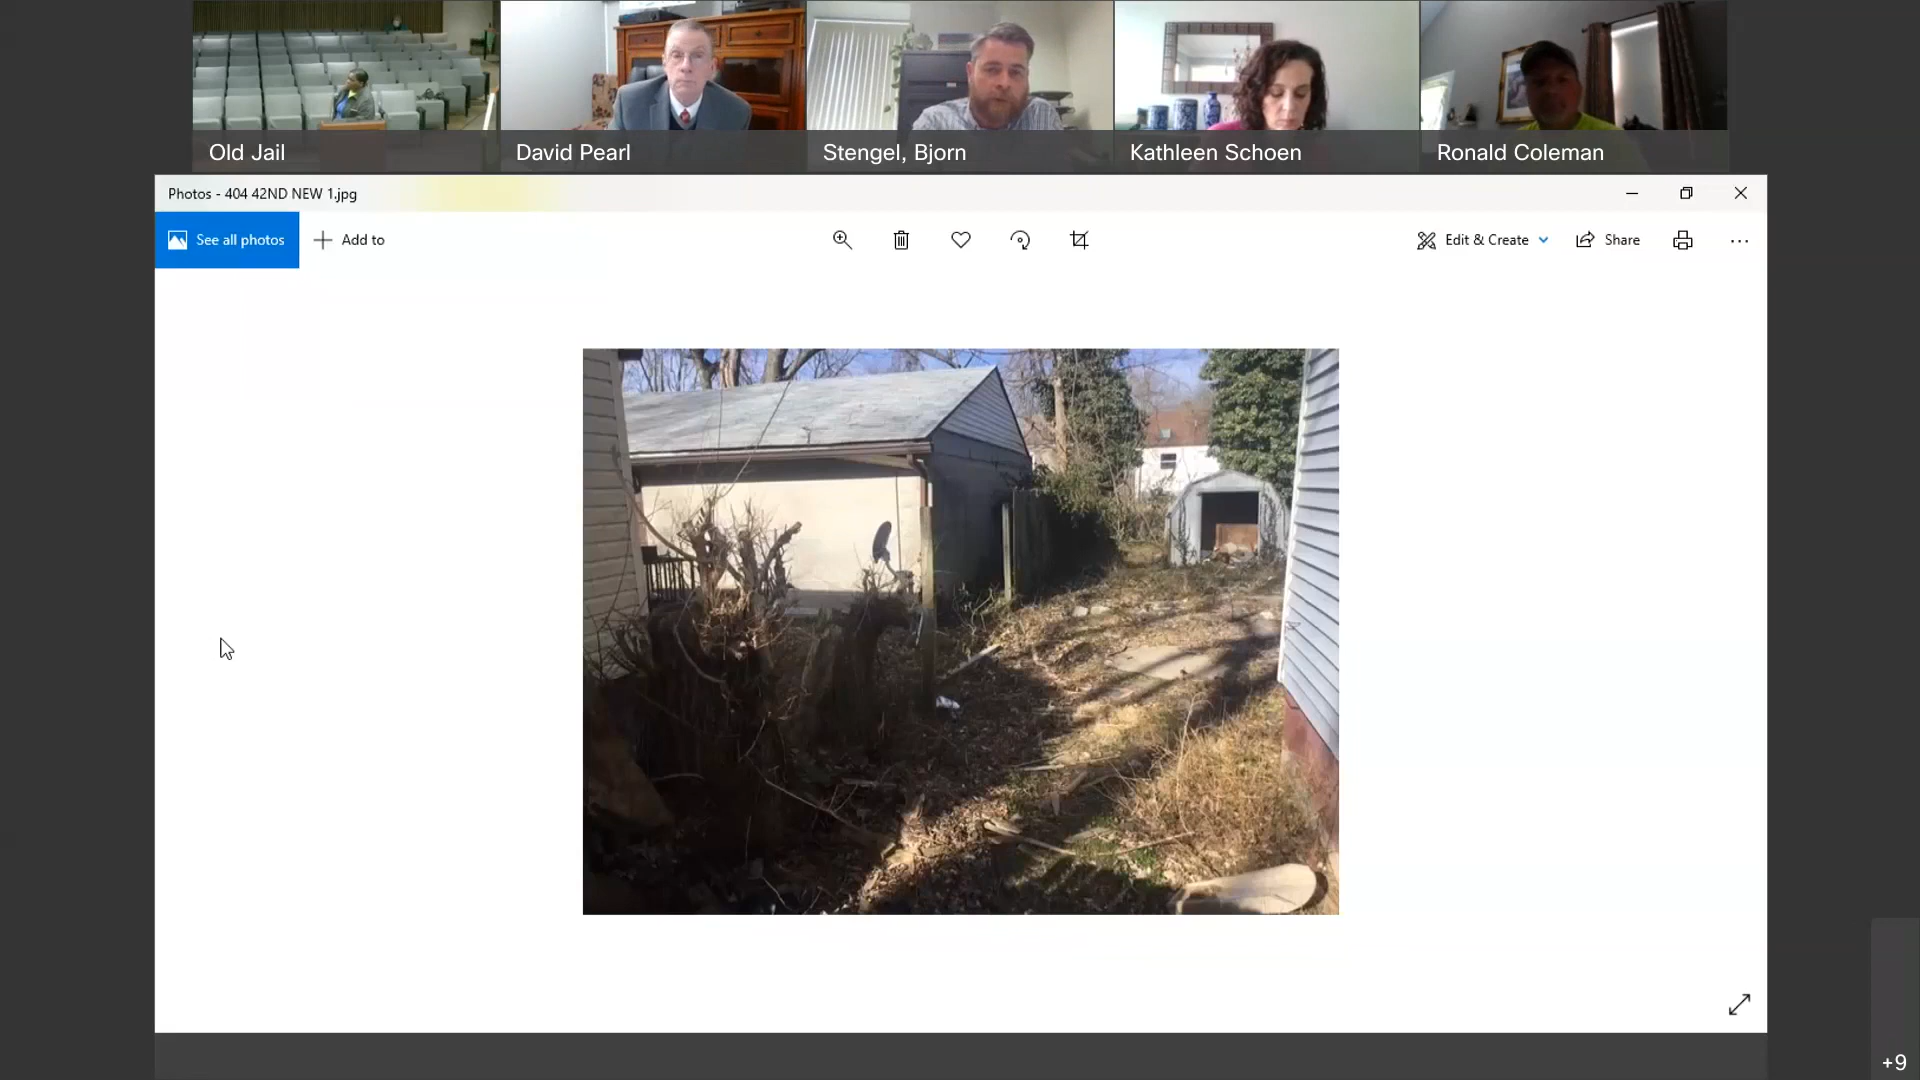 Old Jail
David Pearl
Stengel, Bjorn
Kathleen Schoen
Ronald Coleman
Photos - 404 42ND NEW 1.jpg
See all photos
Add to
Edit & Create
Share
+9